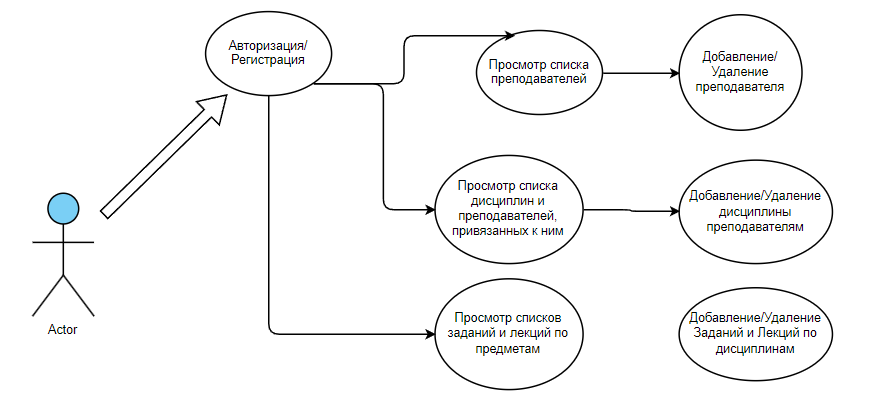 Авторизация/
Регистрация
Просмотр списка
преподавателей
Добавление/
Удаление
преподавателя
Просмотр списка
дисциплин и
преподавателей,
привязанных к ним
Добавление/Удаление
дисциплины
преподавателям
Actor
Просмотр списков
заданий и лекций по
предметам
Добавление/Удаление
Заданий и Лекций по
дисциплинам